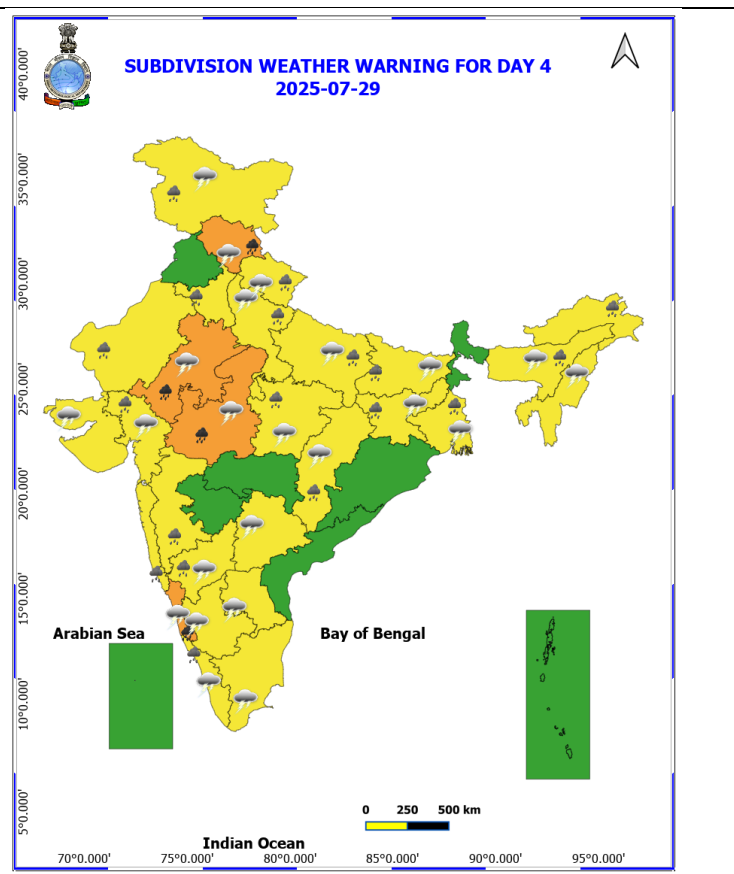 SUBDIVISION WEATHER WARNING FOR DAY 4
2025-07-29
40°0.000'
35°0.000'
30°0.000'
25°0.000'
20°0.000'
15°0.000'
10°0.000'
5°0.000'
Arabian Sea
Bay of Bengal
0 250 500 km
Indian Ocean
70°0.000' 75°0.000' 80°0.000' 85°0.000' 90°0.000' 95°0.000'